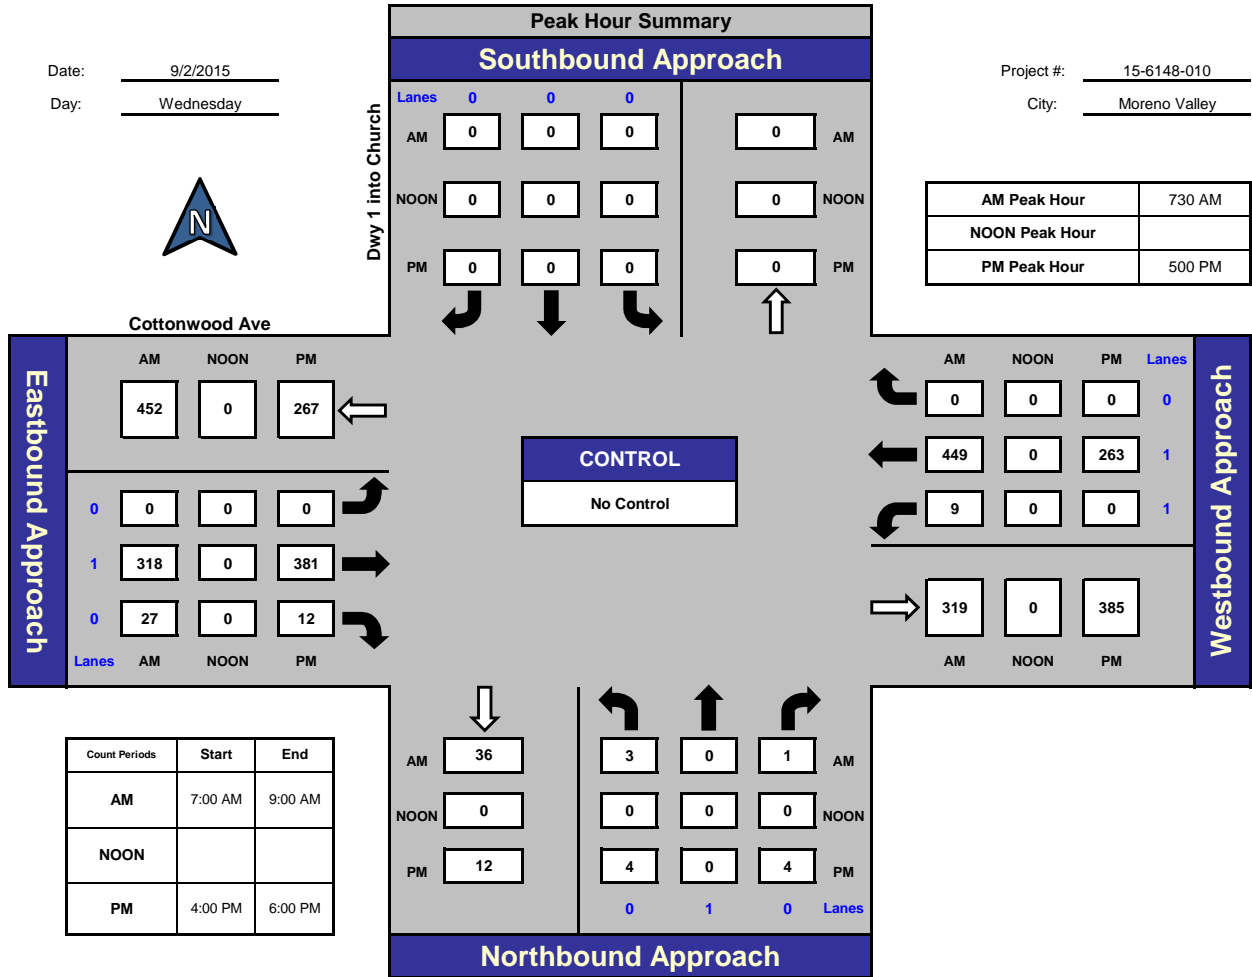 Peak Hour Summary
Southbound Approach
Date: 9/2/2015
Day: Wednesday
Project #: 15-6148-010
City: Moreno Valley
N
Dwy 1 into Church
Lanes 0 0 0
AM 0 0 0 0 AM
NOON 0 0 0 0 NOON
PM 0 0 0 0 PM
AM Peak Hour 730 AM
NOON Peak Hour
PM Peak Hour 500 PM
Cottonwood Ave
Eastbound Approach
AM NOON PM
452 0 267
0 0 0 0
1 318 0 381
0 27 0 12
Lanes AM NOON PM
CONTROL
No Control
AM NOON PM Lanes
0 0 0 0
449 0 263 1
9 0 0 1
319 0 385
AM NOON PM
Westbound Approach
Count Periods Start End
AM 7:00 AM 9:00 AM
NOON
PM 4:00 PM 6:00 PM
AM 36 3 0 1 AM
NOON 0 0 0 0 NOON
PM 12 4 0 4 PM
0 1 0 Lanes
Northbound Approach